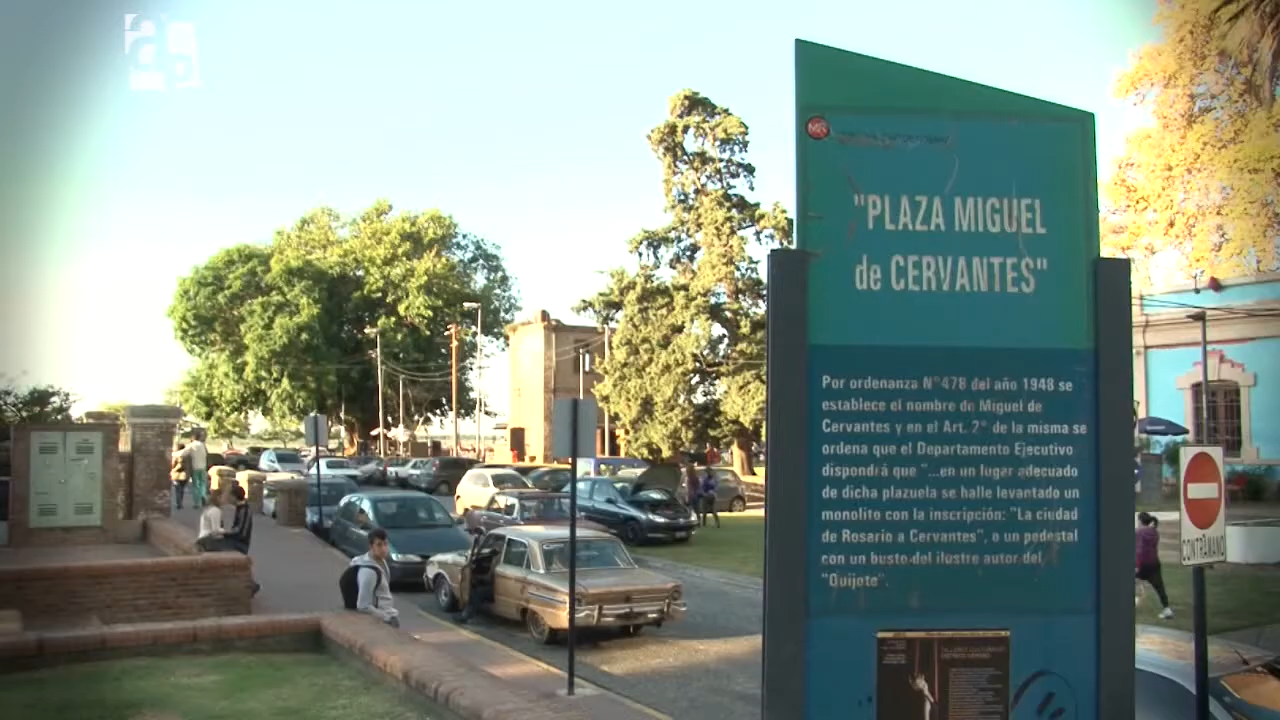 "PLAZA MIGUEL
de CERVANTES"
Por ordenanza N°478 del año 1948 se
establece el nombre de Miguel de
Cervantes y en el Art. 2° de la misma se
ordena que el Departamento Ejecutivo
dispondrá que "...en un lugar adecuado
de dicha plazuela se halle levantado un
monolito con la inscripción: "La ciudad
de Rosario a Cervantes", o un pedestal
con un busto del ilustre autor del
"Quijote".
CONTRAMANO